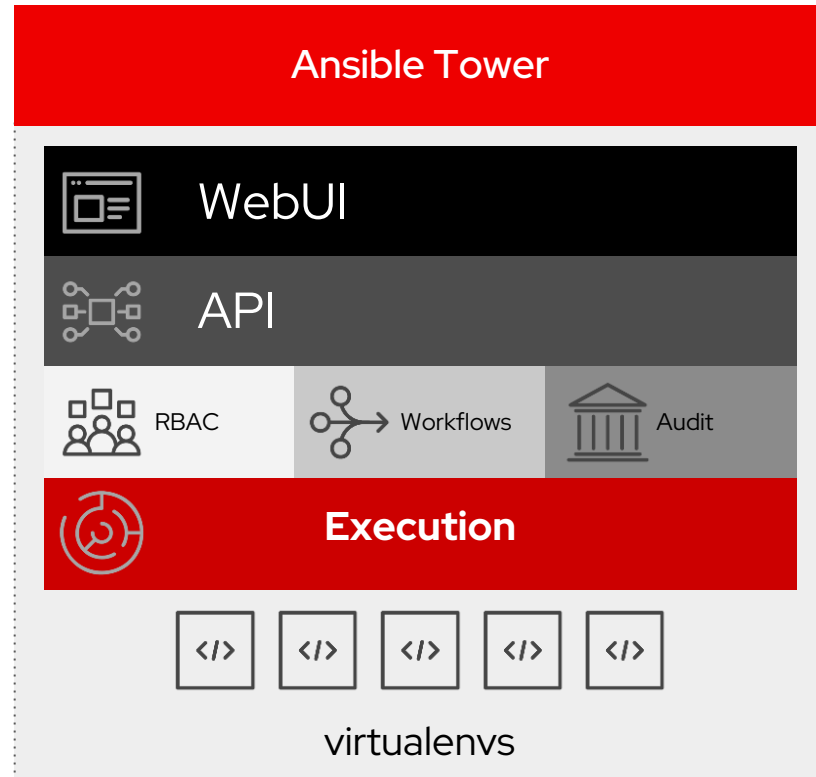 Ansible Tower
WebUI
API
RBAC
Workflows
Audit
Execution
</> </> </> </> </>
virtualenvs